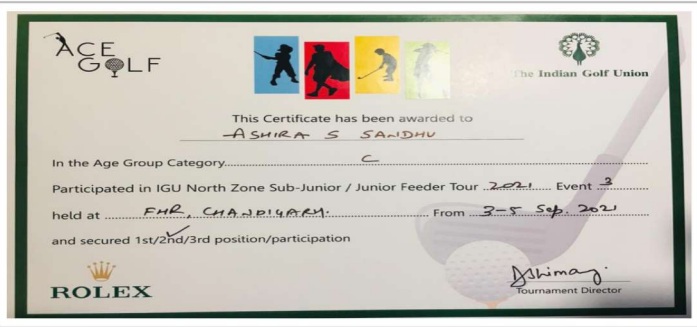 ACE
GOLF
The Indian Golf Union
This Certificate has been awarded to
ASHIRA S SANDHU
In the Age Group Category.......... C ..........
Participated in IGU North Zone Sub-Junior / Junior Feeder Tour ..2021..... Event .3........
held at ........ FMR, CHANDIGARH. ........ From ...3-5 Sep. 2021
and secured 1st/2nd/3rd position/participation
ROLEX
Tournament Director